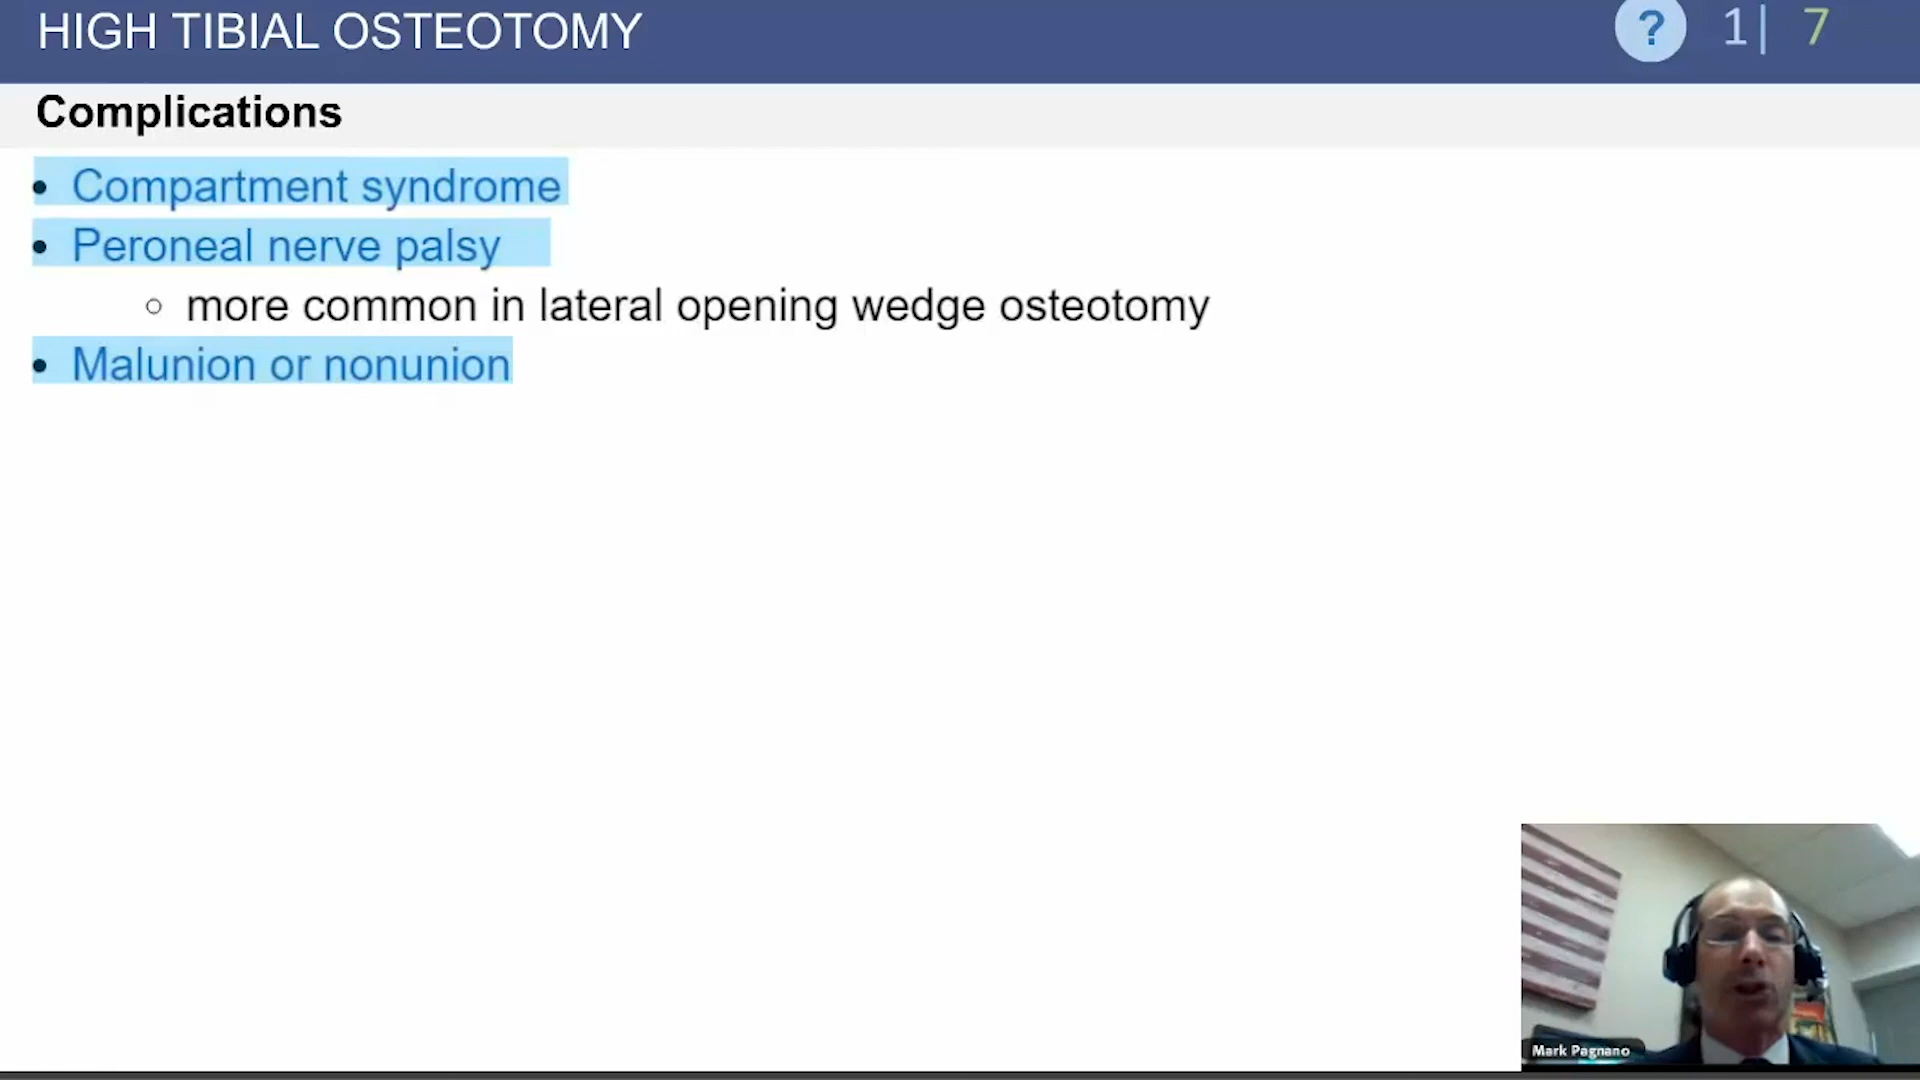 HIGH TIBIAL OSTEOTOMY
? 1| 7
Complications
• Compartment syndrome
• Peroneal nerve palsy
○ more common in lateral opening wedge osteotomy
• Malunion or nonunion
Mark Pagnano